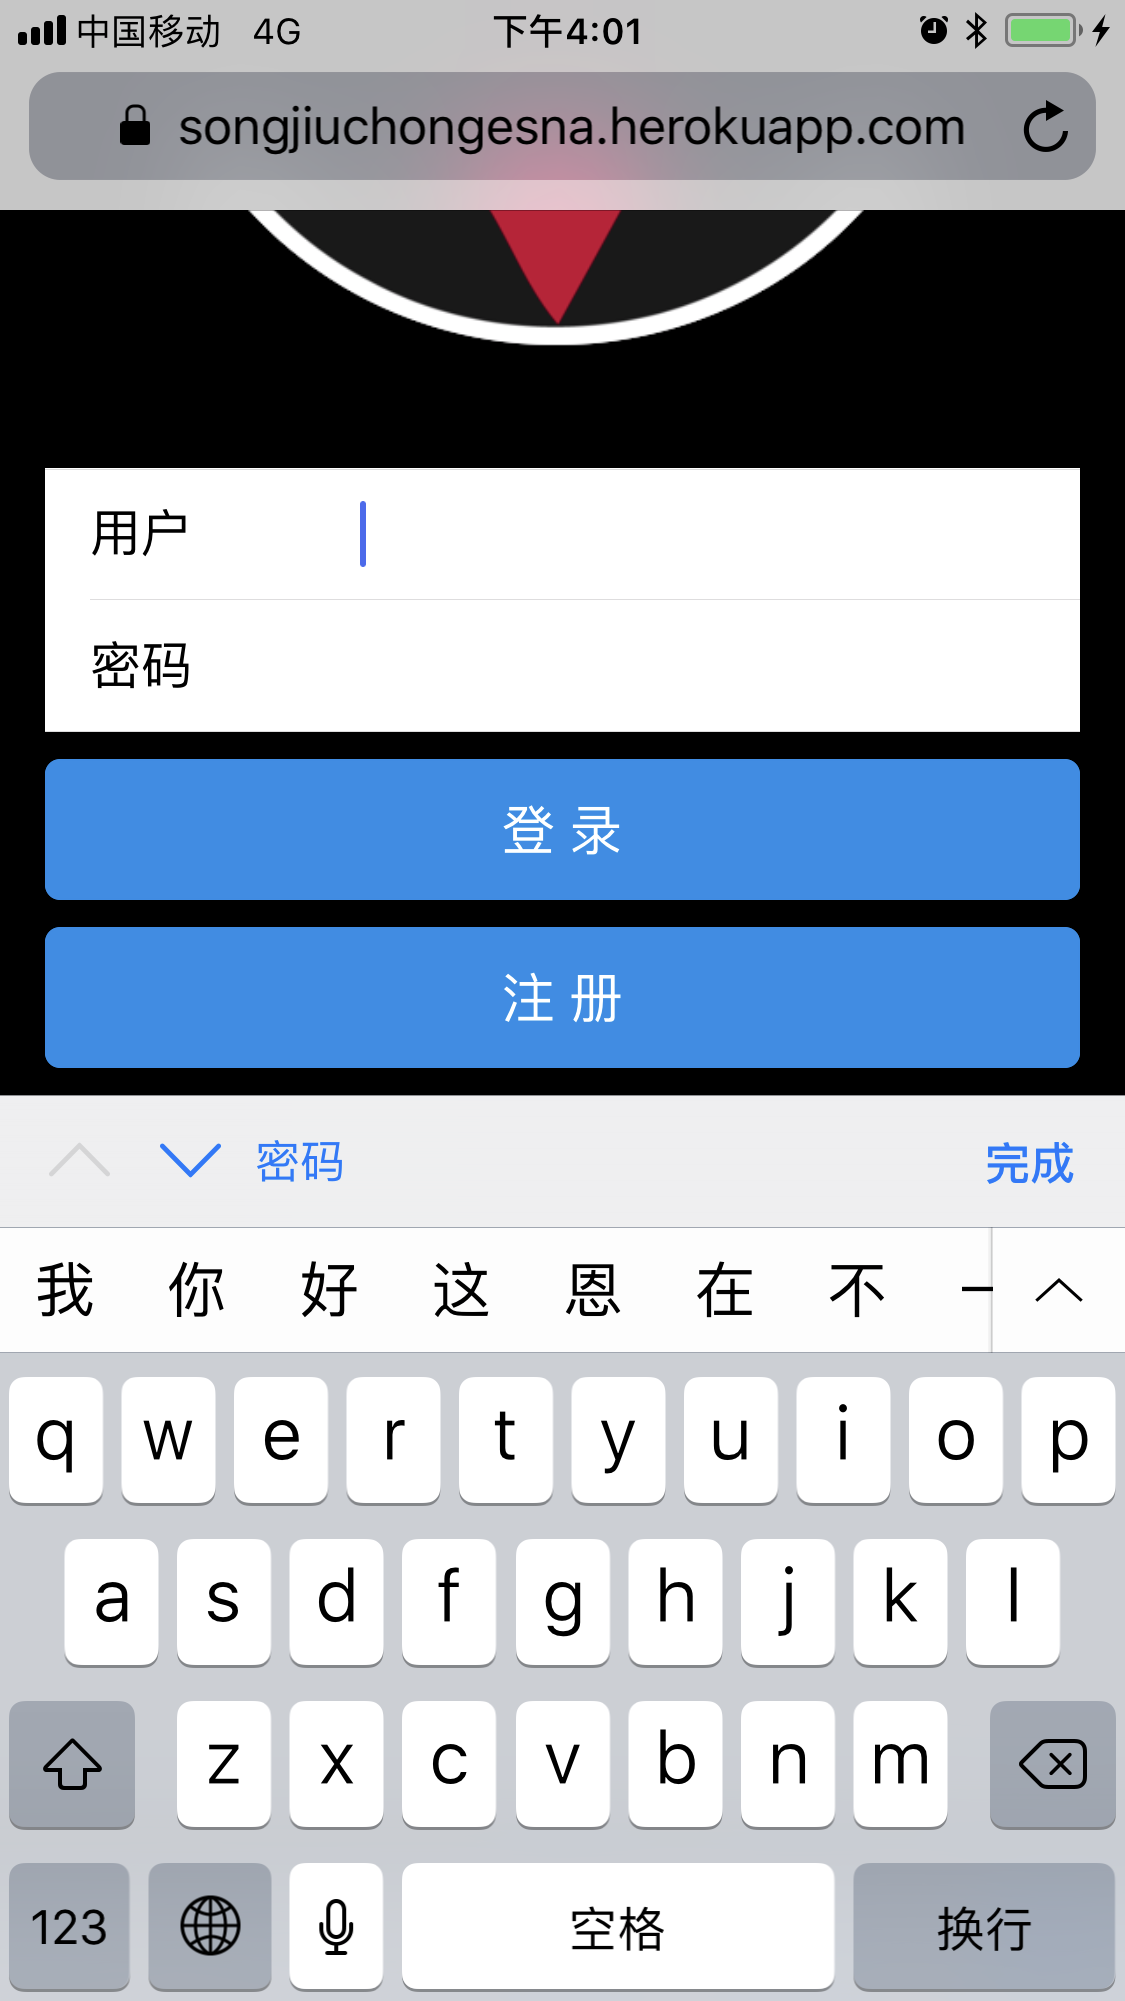 中国移动 4G 下午4:01
songjiuchongesna.herokuapp.com
用户
密码
登 录
注 册
密码 完成
我 你 好 这 恩 在 不 一
q w e r t y u i o p
a s d f g h j k l
z x c v b n m
123 空格 换行